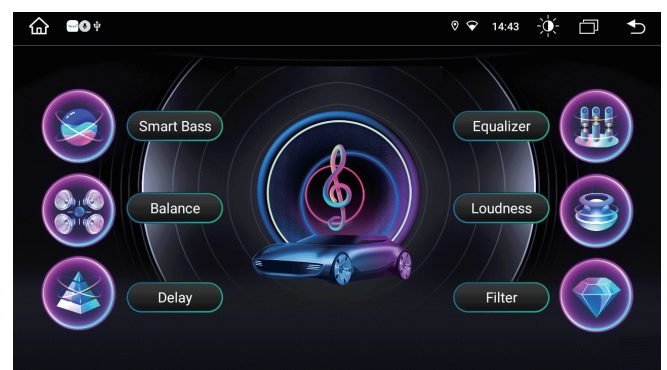 14:43
Smart Bass
Equalizer
Balance
Loudness
Delay
Filter